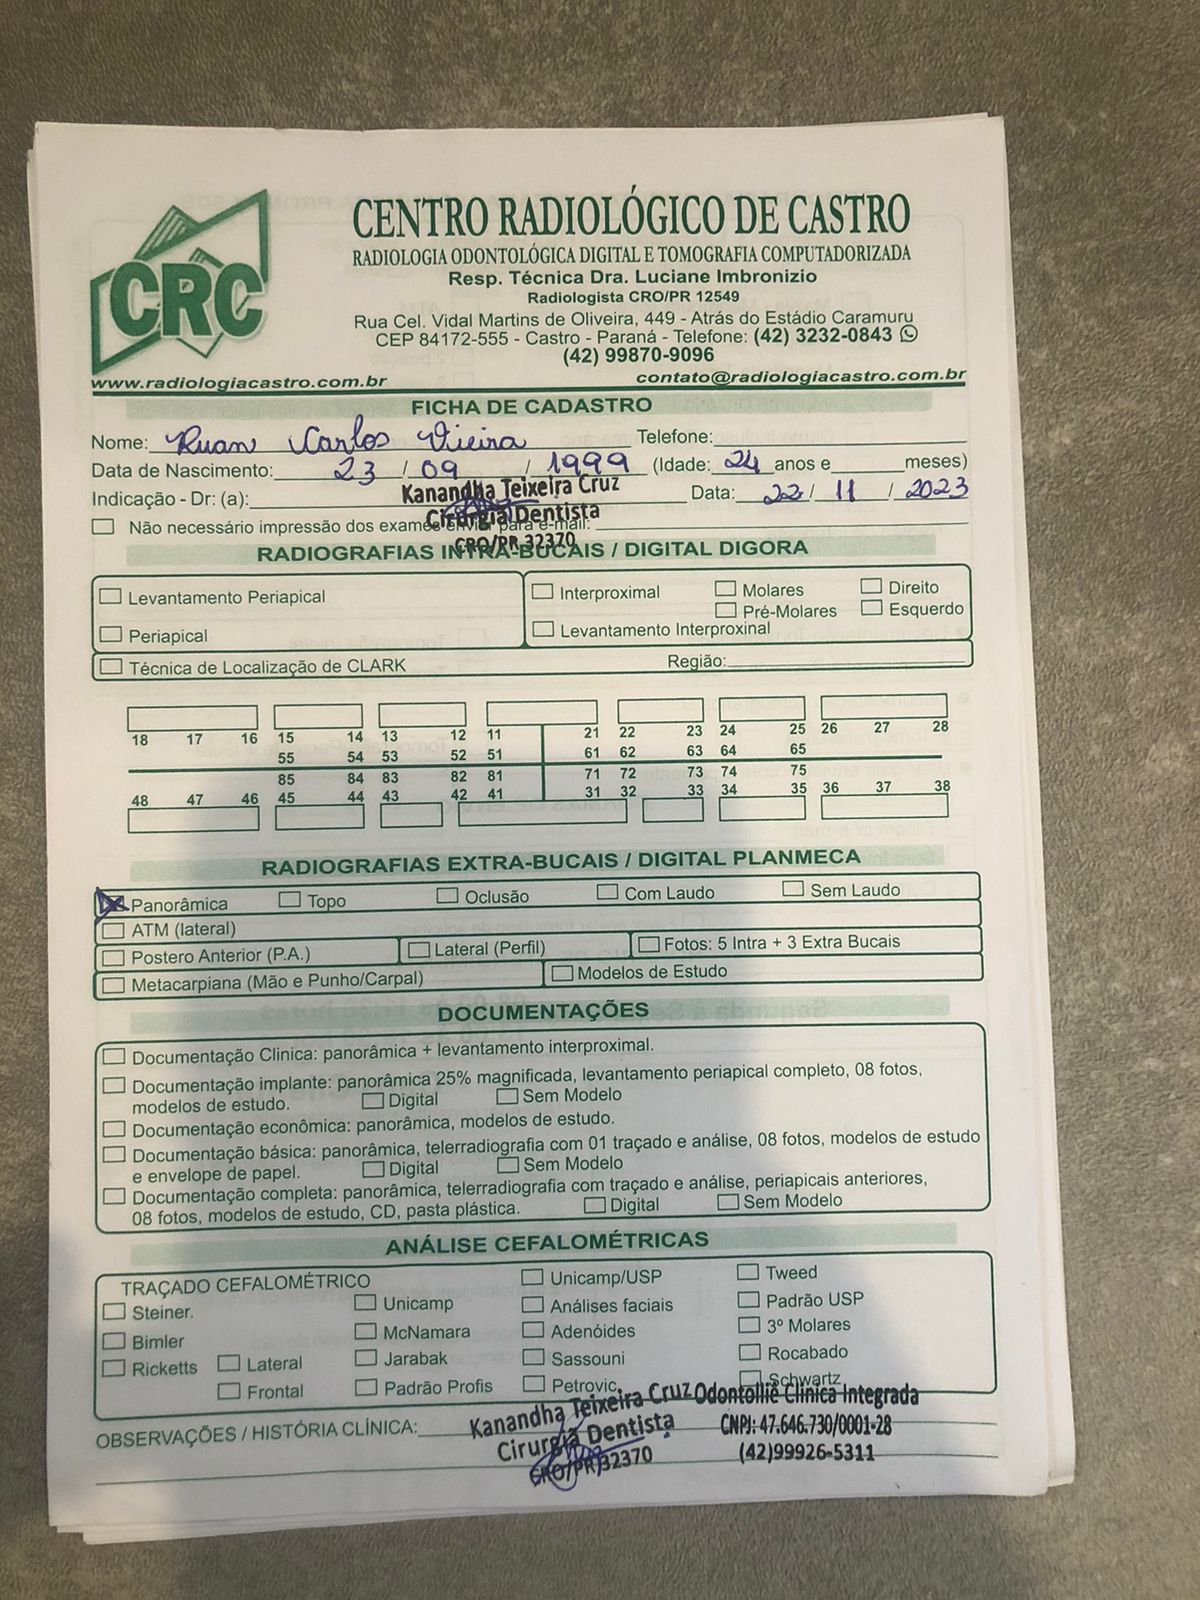 CRC
CENTRO RADIOLÓGICO DE CASTRO
RADIOLOGIA ODONTOLÓGICA DIGITAL E TOMOGRAFIA COMPUTADORIZADA
Resp. Técnica Dra. Luciane Imbronizio
Radiologista CRO/PR 12549
Rua Cel. Vidal Martins de Oliveira, 449 - Atrás do Estádio Caramuru
CEP 84172-555 - Castro - Paraná - Telefone: (42) 3232-0843
(42) 99870-9096
www.radiologiacastro.com.br contato@radiologiacastro.com.br
FICHA DE CADASTRO
Nome: Ruan Carlos Vieira Telefone:
Data de Nascimento: 23 / 09 / 1999 (Idade: 24 anos e meses)
Kanandha Teixeira Cruz
Indicação - Dr: (a): Data: 22 / 11 / 2023
Cirurgiã Dentista
Não necessário impressão dos exames enviar para e-mail:
CRO/PR 32370
RADIOGRAFIAS INTRA-BUCAIS / DIGITAL DIGORA
Levantamento Periapical Interproximal Molares Direito
Pré-Molares Esquerdo
Periapical Levantamento Interproxinal
Técnica de Localização de CLARK Região:
18 17 16 15 14 13 12 11 21 22 23 24 25 26 27 28
55 54 53 52 51 61 62 63 64 65
85 84 83 82 81 71 72 73 74 75
48 47 46 45 44 43 42 41 31 32 33 34 35 36 37 38
RADIOGRAFIAS EXTRA-BUCAIS / DIGITAL PLANMECA
Panorâmica Topo Oclusão Com Laudo Sem Laudo
ATM (lateral)
Postero Anterior (P.A.) Lateral (Perfil) Fotos: 5 Intra + 3 Extra Bucais
Metacarpiana (Mão e Punho/Carpal) Modelos de Estudo
DOCUMENTAÇÕES
Documentação Clinica: panorâmica + levantamento interproximal.
Documentação implante: panorâmica 25% magnificada, levantamento periapical completo, 08 fotos,
modelos de estudo. Digital Sem Modelo
Documentação econômica: panorâmica, modelos de estudo.
Documentação básica: panorâmica, telerradiografia com 01 traçado e análise, 08 fotos, modelos de estudo
e envelope de papel. Digital Sem Modelo
Documentação completa: panorâmica, telerradiografia com traçado e análise, periapicais anteriores,
08 fotos, modelos de estudo, CD, pasta plástica. Digital Sem Modelo
ANÁLISE CEFALOMÉTRICAS
TRAÇADO CEFALOMÉTRICO Unicamp/USP Tweed
Steiner. Unicamp Análises faciais Padrão USP
Bimler McNamara Adenóides 3º Molares
Ricketts Lateral Jarabak Sassouni Rocabado
Frontal Padrão Profis Petrovic. Schwartz
Kanandha Teixeira Cruz Odontolliê Clínica Integrada
OBSERVAÇÕES / HISTÓRIA CLÍNICA: Cirurgiã Dentista CNPJ: 47.646.730/0001-28
CRO/PR 32370 (42)99926-5311